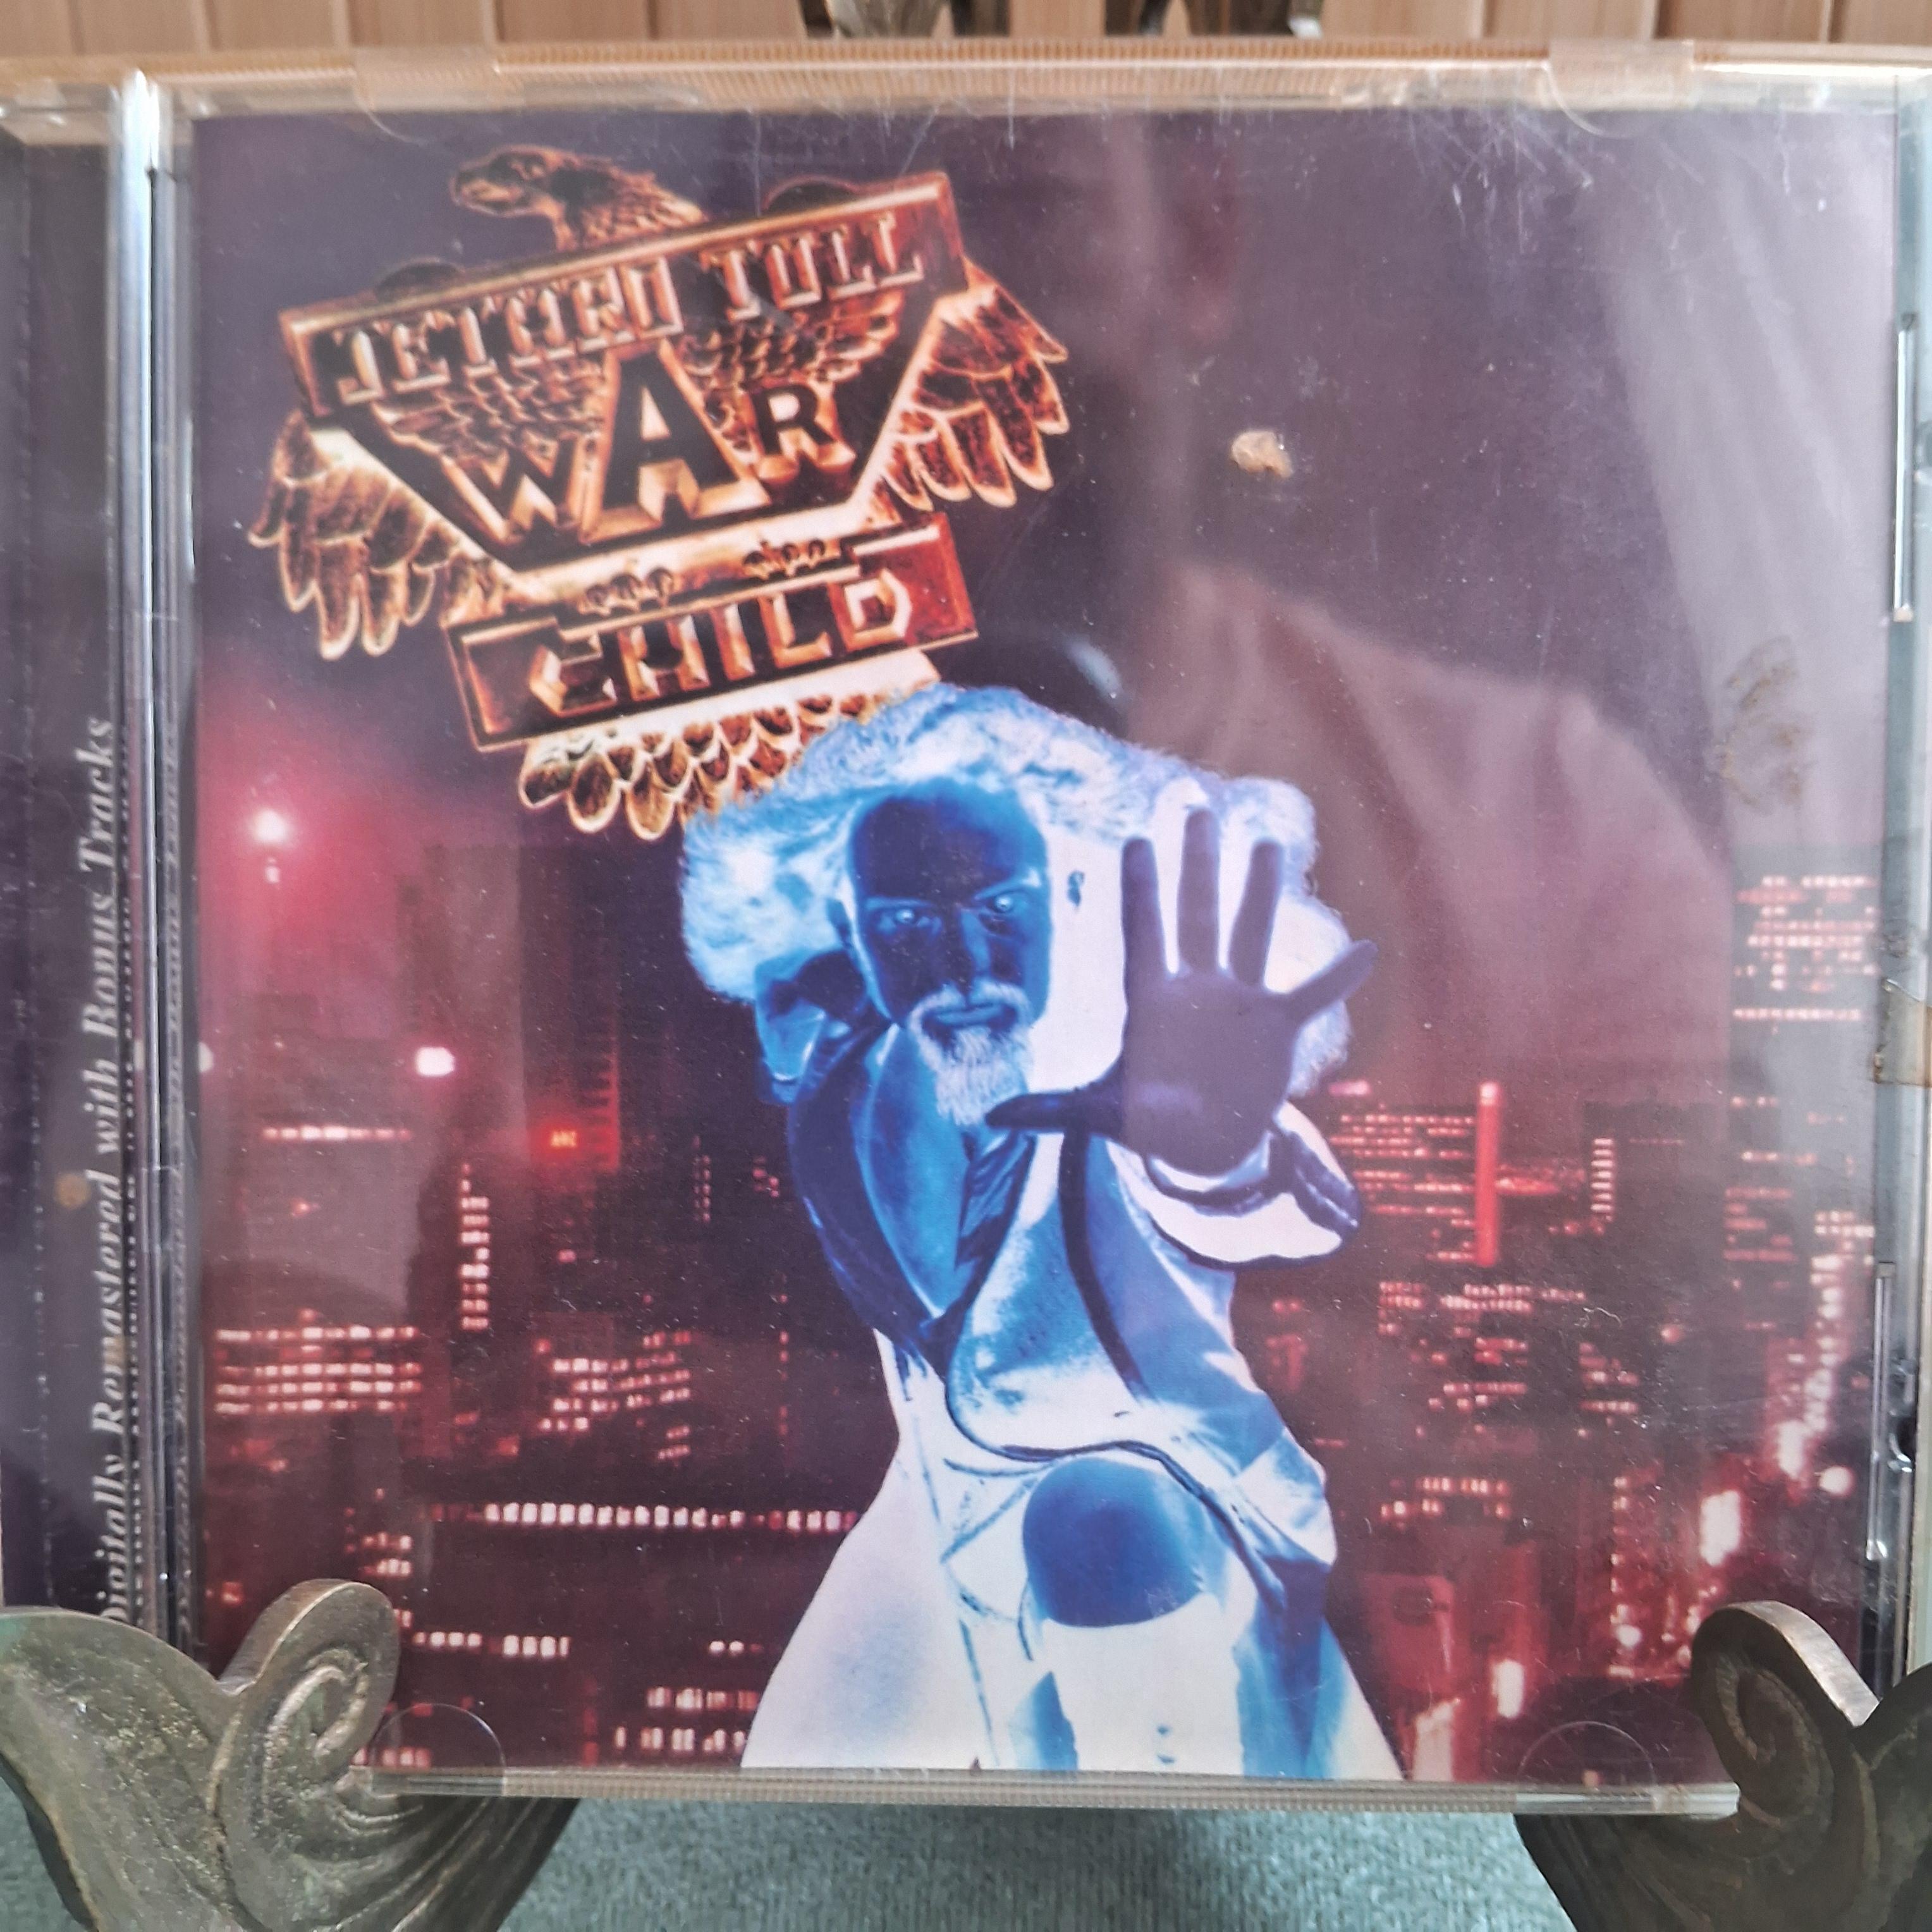 JETHRO TULL
WAR
CHILD
Digitally Remastered with Bonus Tracks